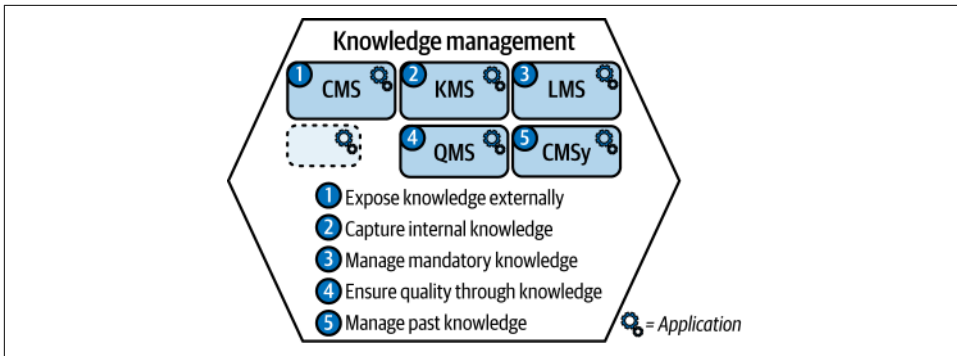 Knowledge management
1 CMS
2 KMS
3 LMS
4 QMS
5 CMSy
1 Expose knowledge externally
2 Capture internal knowledge
3 Manage mandatory knowledge
4 Ensure quality through knowledge
5 Manage past knowledge
= Application